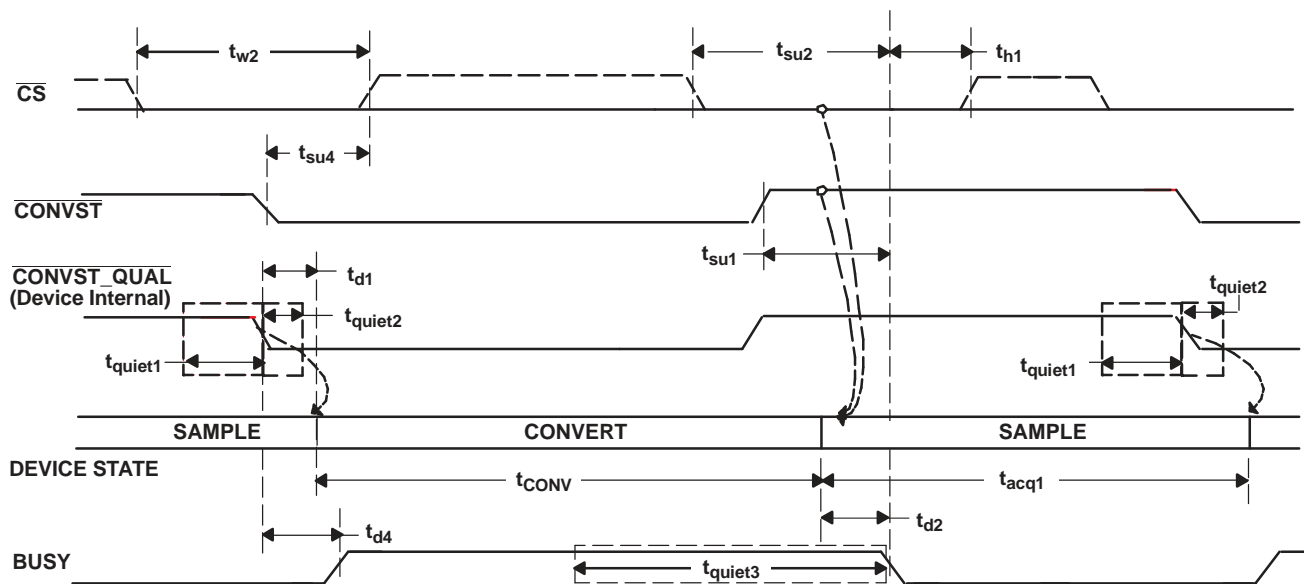 tw2
tsu2
th1
CS
tsu4
CONVST
tsu1
CONVST_QUAL
(Device Internal)
td1
tquiet2
tquiet2
tquiet1
tquiet1
SAMPLE
CONVERT
SAMPLE
DEVICE STATE
tCONV
tacq1
td4
td2
BUSY
tquiet3